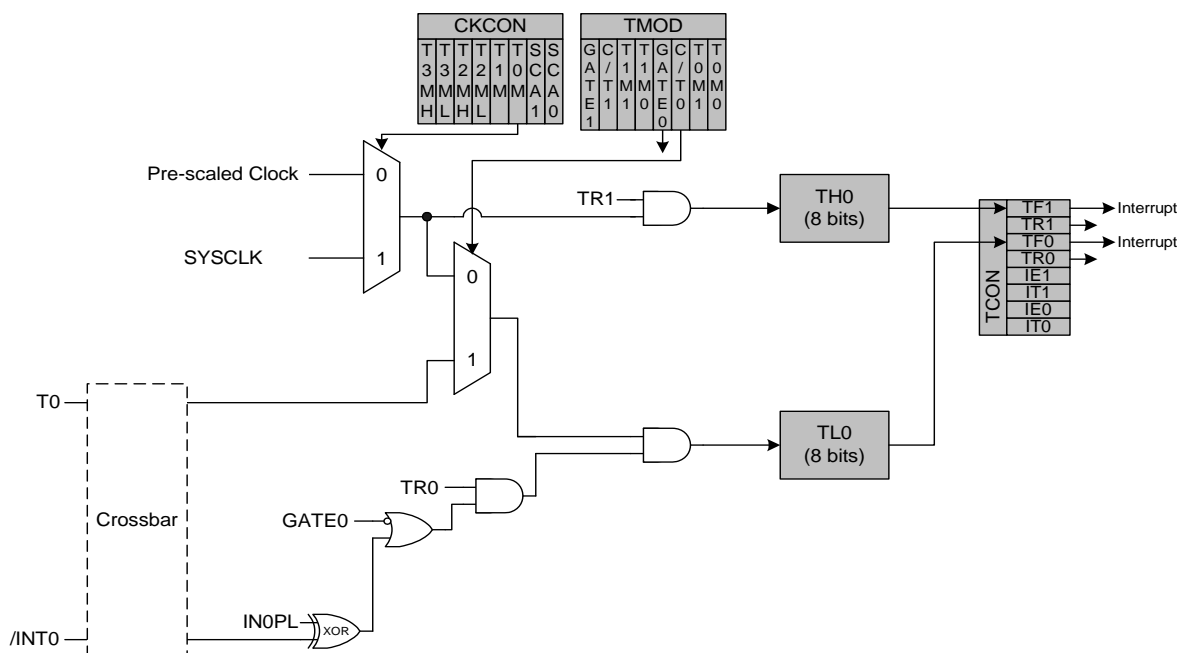 CKCON
T3MH T3ML T2MH T2ML T1M T0M SCA1 SCA0
TMOD
GATE1 C/T1 T1M1 T1M0 GATE0 C/T0 T0M1 T0M0
Pre-scaled Clock
0
SYSCLK
1
TR1
TH0
(8 bits)
TCON
TF1
TR1
TF0
TR0
IE1
IT1
IE0
IT0
Interrupt
Interrupt
0
1
T0
Crossbar
/INT0
TL0
(8 bits)
TR0
GATE0
IN0PL
XOR